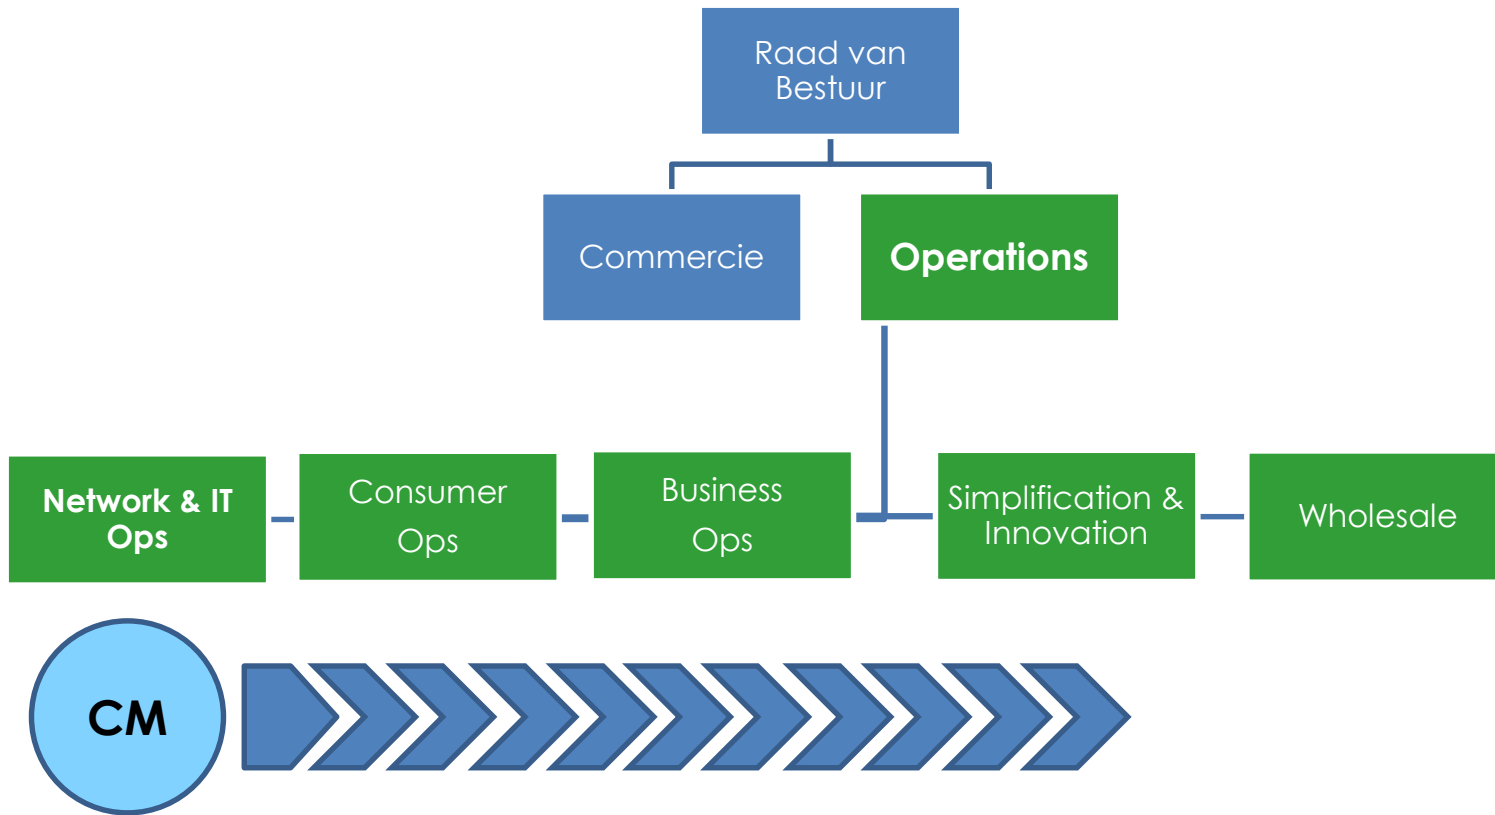 Raad van
Bestuur
Commercie
Operations
Network & IT
Ops
Consumer
Ops
Business
Ops
Simplification &
Innovation
Wholesale
CM